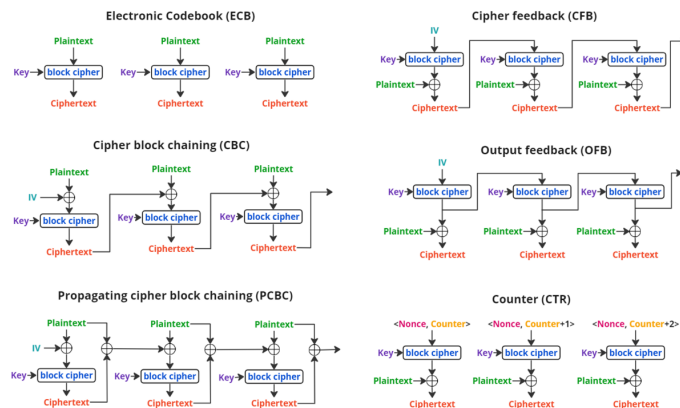 Electronic Codebook (ECB)
Plaintext Plaintext Plaintext
Key block cipher Key block cipher Key block cipher
Ciphertext Ciphertext Ciphertext
Cipher feedback (CFB)
IV
Key block cipher Key block cipher Key block cipher
Plaintext Plaintext Plaintext
Ciphertext Ciphertext Ciphertext
Cipher block chaining (CBC)
Plaintext Plaintext Plaintext
IV
Key block cipher Key block cipher Key block cipher
Ciphertext Ciphertext Ciphertext
Output feedback (OFB)
IV
Key block cipher Key block cipher Key block cipher
Plaintext Plaintext Plaintext
Ciphertext Ciphertext Ciphertext
Propagating cipher block chaining (PCBC)
Plaintext Plaintext Plaintext
IV
Key block cipher Key block cipher Key block cipher
Ciphertext Ciphertext Ciphertext
Counter (CTR)
<Nonce, Counter> <Nonce, Counter+1> <Nonce, Counter+2>
Key block cipher Key block cipher Key block cipher
Plaintext Plaintext Plaintext
Ciphertext Ciphertext Ciphertext